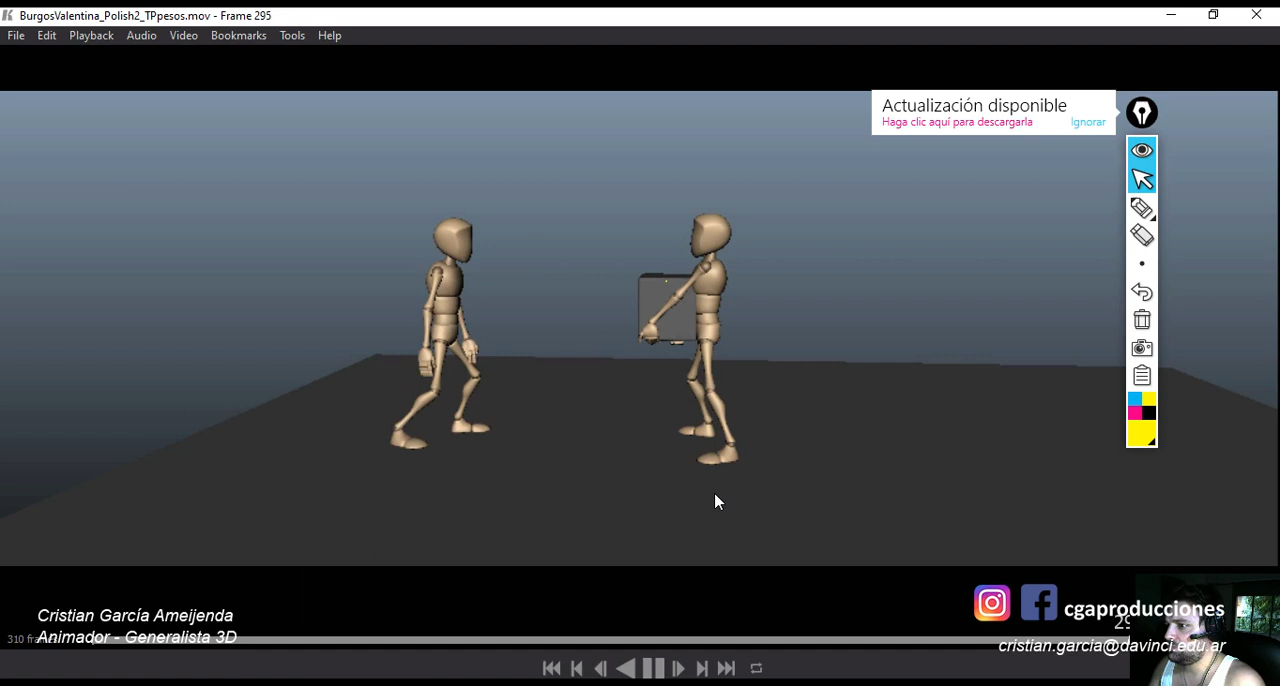 BurgosValentina_Polish2_TPpesos.mov - Frame 295
File Edit Playback Audio Video Bookmarks Tools Help
Actualización disponible
Haga clic aquí para descargarla Ignorar
Cristian García Ameijenda
Animador - Generalista 3D
310
cgaproducciones
cristian.garcia@davinci.edu.ar